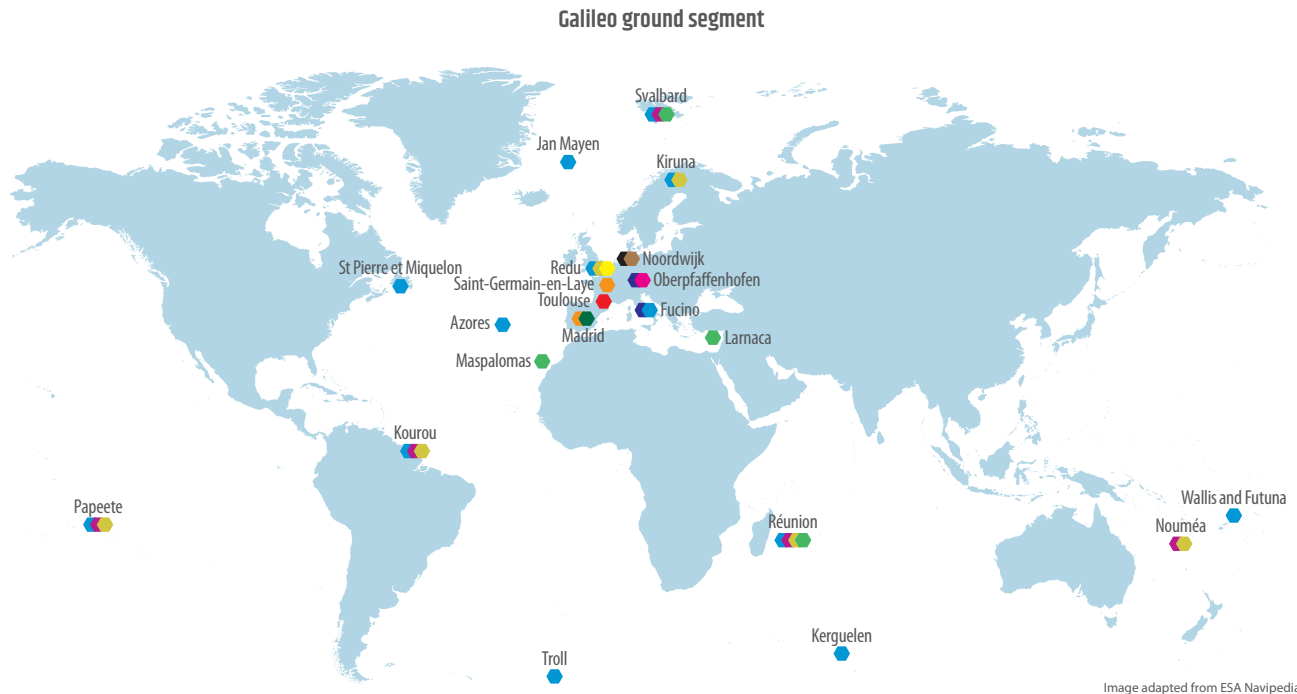 Galileo ground segment
Svalbard
Jan Mayen
Kiruna
Noordwijk
St Pierre et Miquelon
Redu
Oberpfaffenhofen
Saint-Germain-en-Laye
Toulouse
Fucino
Azores
Madrid
Larnaca
Maspalomas
Kourou
Wallis and Futuna
Papeete
Réunion
Nouméa
Kerguelen
Troll
Image adapted from ESA Navipedia